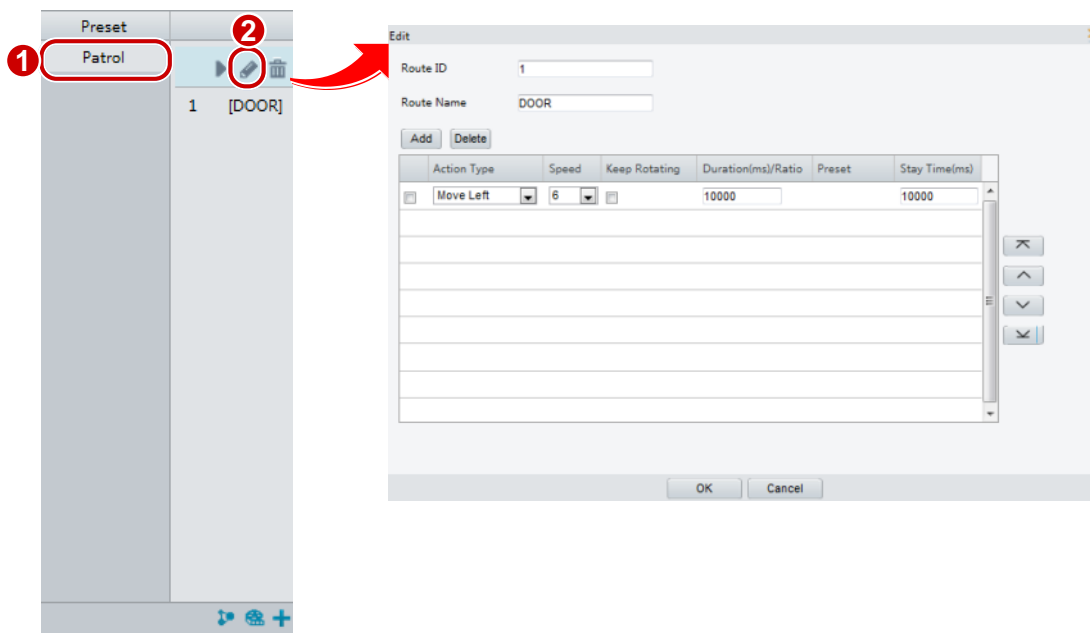 Preset
1
Patrol
2
1 [DOOR]
Edit
Route ID 1
Route Name DOOR
Add Delete
Action Type Speed Keep Rotating Duration(ms)/Ratio Preset Stay Time(ms)
Move Left 6 10000 10000
OK Cancel